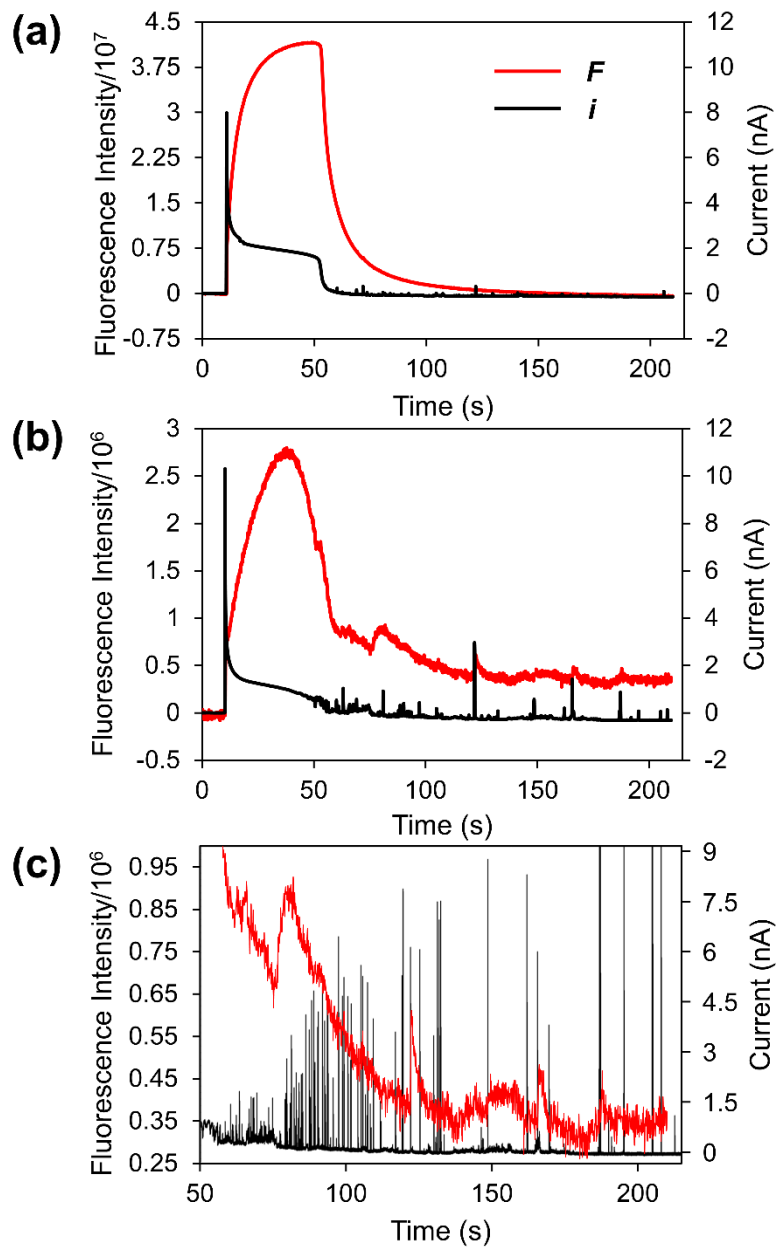 (a)
Fluorescence Intensity/10⁷
4.5
3.75
3
2.25
1.5
0.75
0
-0.75
F
i
12
10
8
6
4
2
0
-2
Current (nA)
0 50 100 150 200
Time (s)
(b)
Fluorescence Intensity/10⁶
3
2.5
2
1.5
1
0.5
0
-0.5
12
10
8
6
4
2
0
-2
Current (nA)
0 50 100 150 200
Time (s)
(c)
Fluorescence Intensity/10⁶
0.95
0.85
0.75
0.65
0.55
0.45
0.35
0.25
9
7.5
6
4.5
3
1.5
0
Current (nA)
50 100 150 200
Time (s)